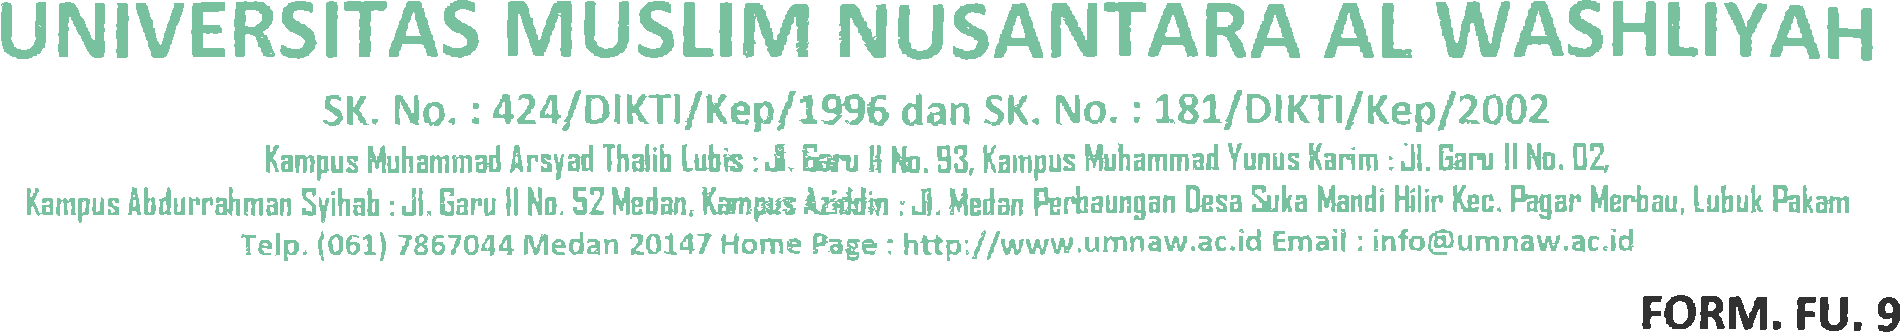 UNIVERSITAS MUSLIM NUSANTARA AL WASHLIYAH
SK. No. : 424/DIKTI/Kep/1996 dan SK. No. : 181/DIKTI/Kep/2002
Kampus Muhammad Arsyad Thalib Lubis : Jl. Garu II No. 93, Kampus Muhammad Yunus Karim : Jl. Garu II No. 02,
Kampus Abdurrahman Syihab : Jl. Garu II No. 52 Medan, Kampus Aziddin : Jl. Medan Perbaungan Desa Suka Mandi Hilir Kec. Pagar Merbau, Lubuk Pakam
Telp. (061) 7867044 Medan 20147 Home Page : http://www.umnaw.ac.id Email : info@umnaw.ac.id
FORM. FU. 9